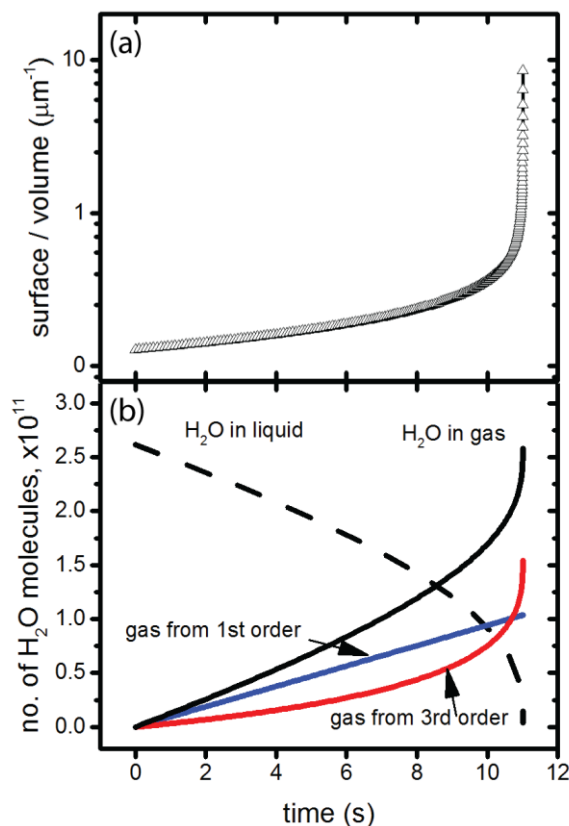 (a)
surface / volume (μm⁻¹)
10
1
0
(b)
no. of H₂O molecules, x10¹¹
3.0
2.5
2.0
1.5
1.0
0.5
0.0
H₂O in liquid
H₂O in gas
gas from 1st order
gas from 3rd order
0 2 4 6 8 10 12
time (s)